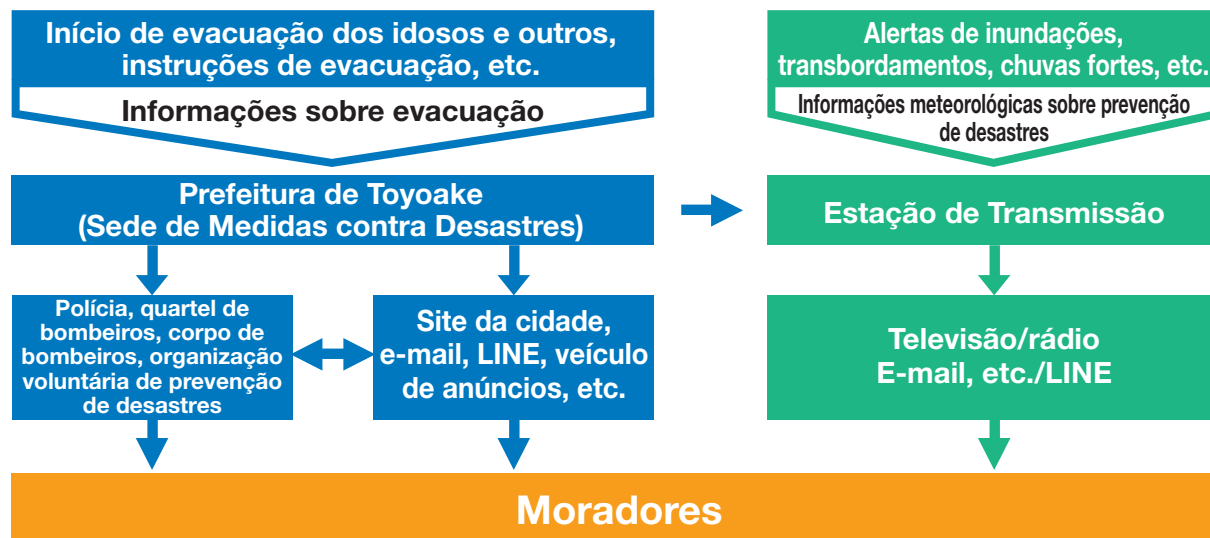 Início de evacuação dos idosos e outros,
instruções de evacuação, etc.
Informações sobre evacuação
Alertas de inundações,
transbordamentos, chuvas fortes, etc.
Informações meteorológicas sobre prevenção
de desastres
Prefeitura de Toyoake
(Sede de Medidas contra Desastres)
Estação de Transmissão
Polícia, quartel de
bombeiros, corpo de
bombeiros, organização
voluntária de prevenção
de desastres
Site da cidade,
e-mail, LINE, veículo
de anúncios, etc.
Televisão/rádio
E-mail, etc./LINE
Moradores